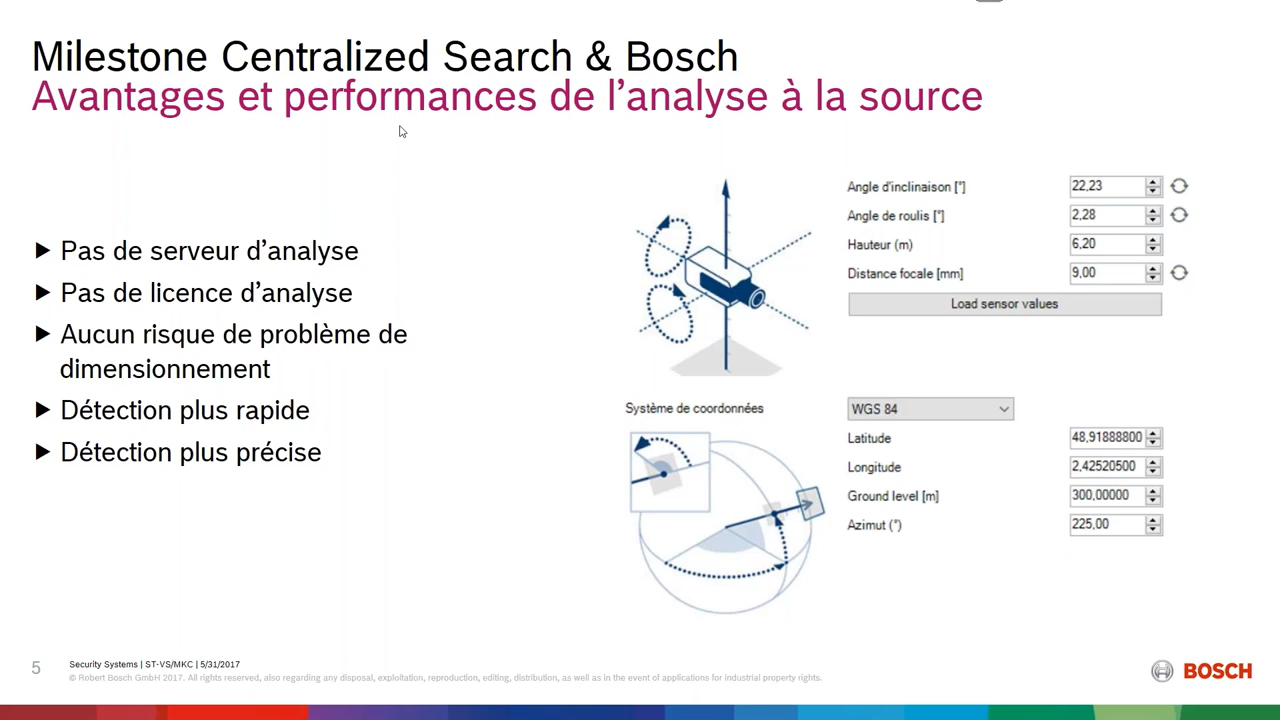 Milestone Centralized Search & Bosch
Avantages et performances de l’analyse à la source
Pas de serveur d’analyse
Pas de licence d’analyse
Aucun risque de problème de
dimensionnement
Détection plus rapide
Détection plus précise
Angle d'inclinaison [°] 22,23
Angle de roulis [°] 2,28
Hauteur (m) 6,20
Distance focale [mm] 9,00
Load sensor values
Système de coordonnées WGS 84
Latitude 48,91888800
Longitude 2,42520500
Ground level [m] 300,00000
Azimut (°) 225,00
5 Security Systems | ST-VS/MKC | 5/31/2017
© Robert Bosch GmbH 2017. All rights reserved, also regarding any disposal, exploitation, reproduction, editing, distribution, as well as in the event of applications for industrial property rights.
BOSCH